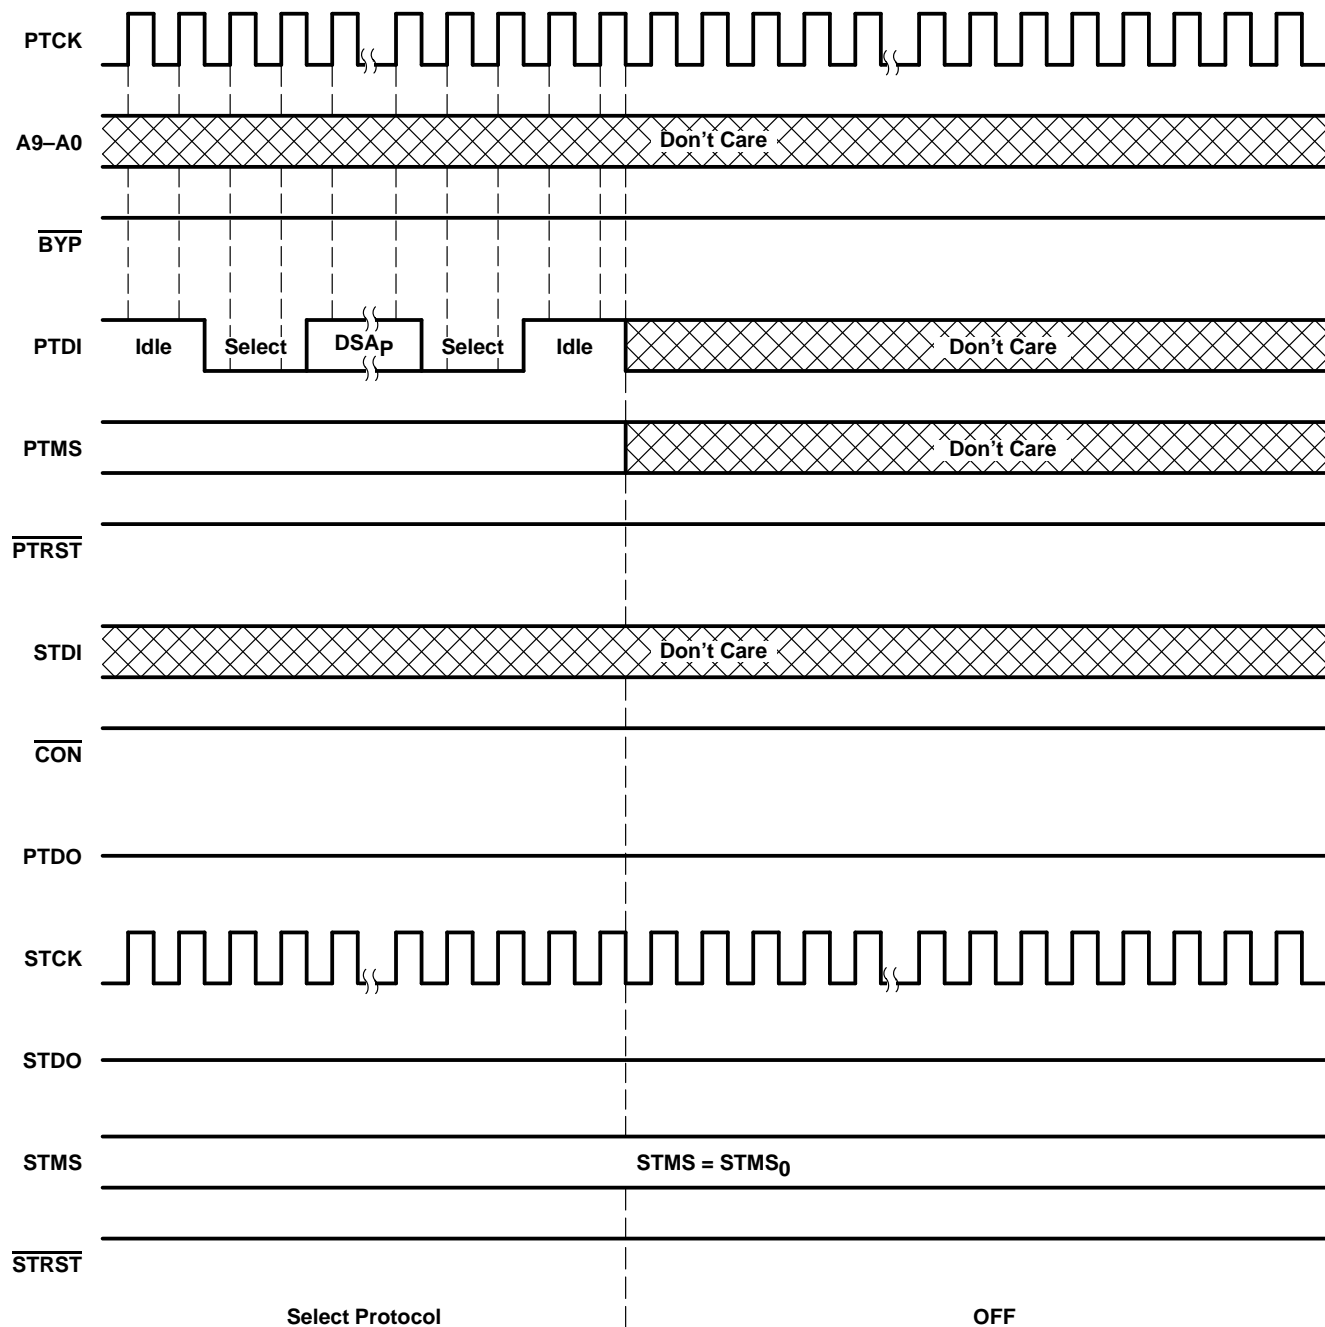 PTCK
A9–A0 Don't Care
BYP
PTDI Idle Select DSAP Select Idle Don't Care
PTMS Don't Care
PTRST
STDI Don't Care
CON
PTDO
STCK
STDO
STMS STMS = STMS0
STRST
Select Protocol OFF